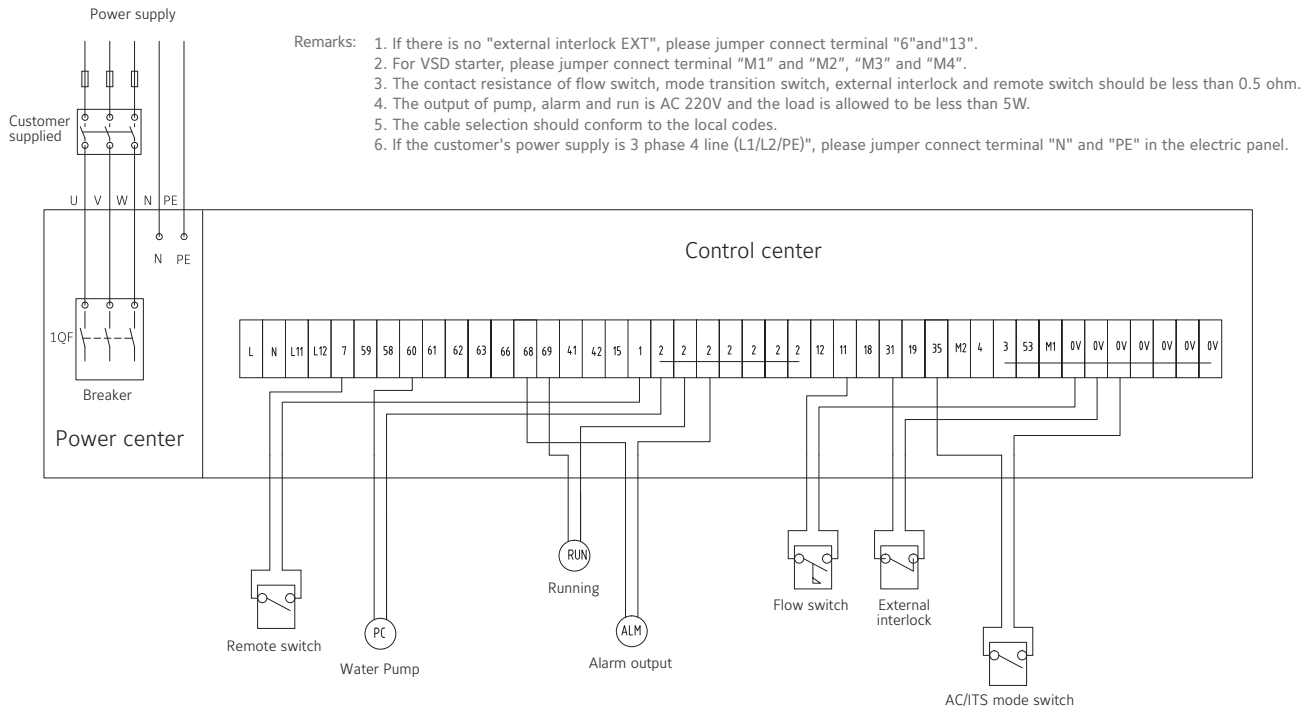 Power supply
Remarks: 1. If there is no "external interlock EXT", please jumper connect terminal "6"and"13".
2. For VSD starter, please jumper connect terminal “M1” and “M2”, “M3” and “M4”.
3. The contact resistance of flow switch, mode transition switch, external interlock and remote switch should be less than 0.5 ohm.
4. The output of pump, alarm and run is AC 220V and the load is allowed to be less than 5W.
5. The cable selection should conform to the local codes.
6. If the customer's power supply is 3 phase 4 line (L1/L2/PE)", please jumper connect terminal "N" and "PE" in the electric panel.
Customer
supplied
U V W N PE
N PE
Control center
1QF
L N L11 L12 7 59 58 60 61 62 63 66 68 69 41 42 15 1 2 2 2 2 2 2 2 12 11 18 31 19 35 M2 4 3 53 M1 0V 0V 0V 0V 0V 0V 0V
Breaker
Power center
RUN
Running
Flow switch
External
interlock
PC
ALM
Remote switch
Water Pump
Alarm output
AC/ITS mode switch